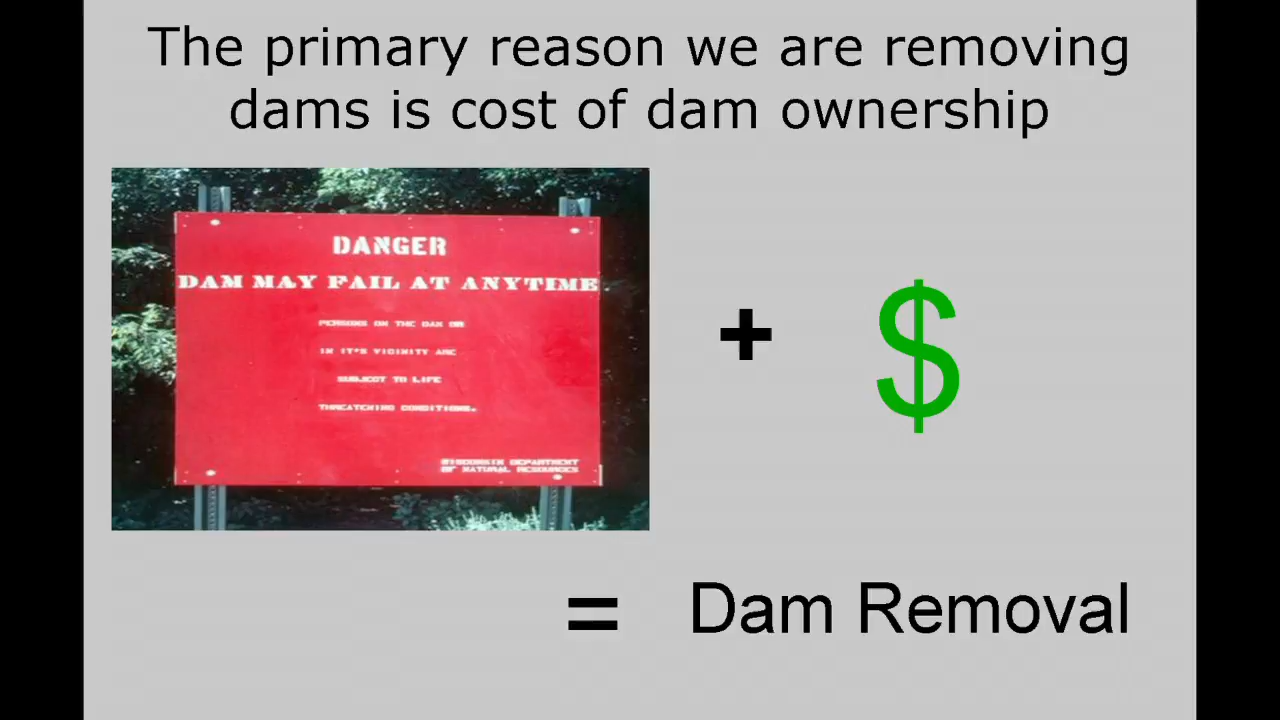 The primary reason we are removing
dams is cost of dam ownership
DANGER
DAM MAY FAIL AT ANYTIME
PERSONS ON THE DAM OR
IN IT'S VICINITY ARE
SUBJECT TO LIFE
THREATENING CONDITIONS.
WISCONSIN DEPARTMENT
OF NATURAL RESOURCES
+ $
= Dam Removal